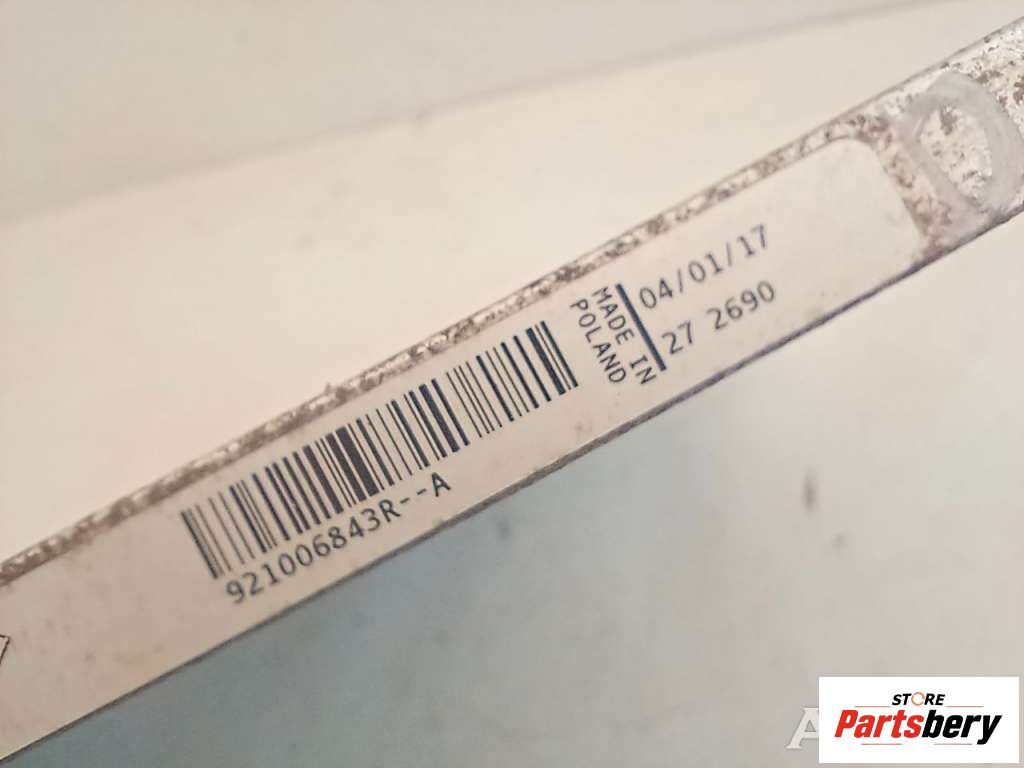 921006843R--A
MADE IN
POLAND
04/01/17
27 2690
STORE
Partsbery